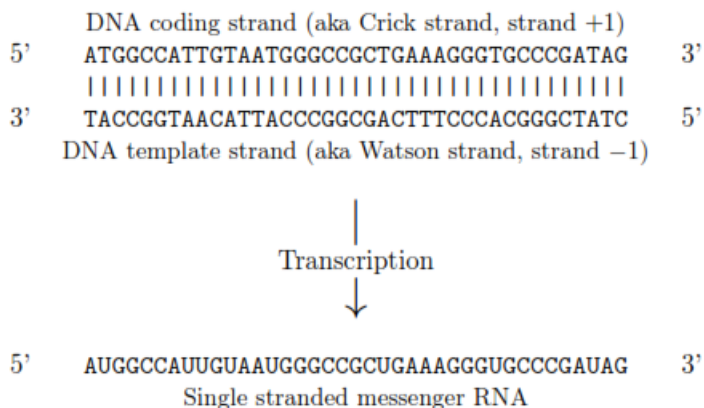 DNA coding strand (aka Crick strand, strand +1)
5’ ATGGCCATTGTAATGGGCCGCTGAAAGGGTGCCCGATAG 3’
|||||||||||||||||||||||||||||||||||||||
3’ TACCGGTAACATTACCCGGCGACTTTCCCACGGGCTATC 5’
DNA template strand (aka Watson strand, strand −1)
Transcription
5’ AUGGCCAUUGUAAUGGGCCGCUGAAAGGGUGCCCGAUAG 3’
Single stranded messenger RNA